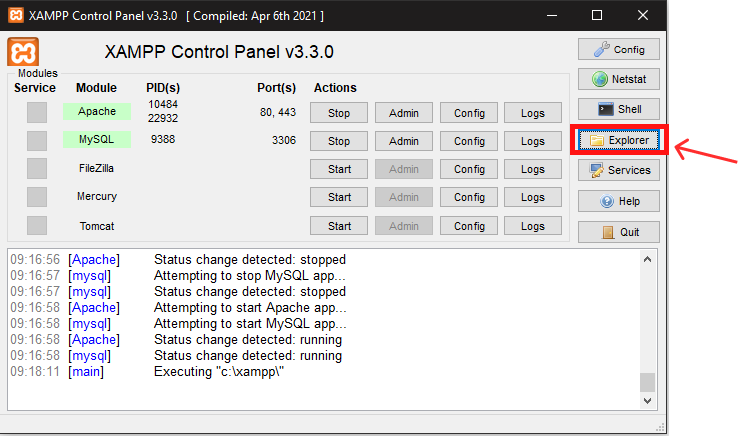 XAMPP Control Panel v3.3.0 [ Compiled: Apr 6th 2021 ]
XAMPP Control Panel v3.3.0
Config
Modules
Service Module PID(s) Port(s) Actions
Netstat
Apache 10484 22932 80, 443 Stop Admin Config Logs
Shell
MySQL 9388 3306 Stop Admin Config Logs
Explorer
FileZilla Start Admin Config Logs
Services
Mercury Start Admin Config Logs
Help
Tomcat Start Admin Config Logs
Quit
09:16:56 [Apache] Status change detected: stopped
09:16:57 [mysql] Attempting to stop MySQL app...
09:16:57 [mysql] Status change detected: stopped
09:16:58 [Apache] Attempting to start Apache app...
09:16:58 [mysql] Attempting to start MySQL app...
09:16:58 [Apache] Status change detected: running
09:16:58 [mysql] Status change detected: running
09:18:11 [main] Executing "c:\xampp\"